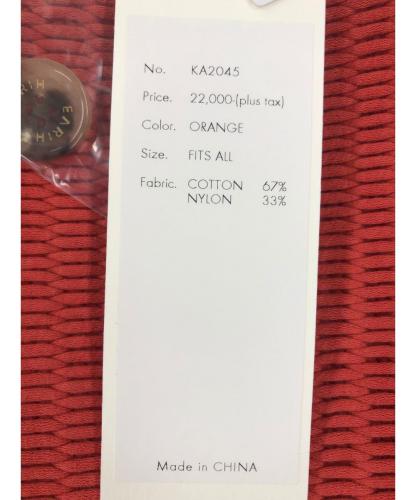 No. KA2045
Price. 22,000-(plus tax)
Color. ORANGE
Size. FITS ALL
Fabric. COTTON 67%
NYLON 33%
Made in CHINA